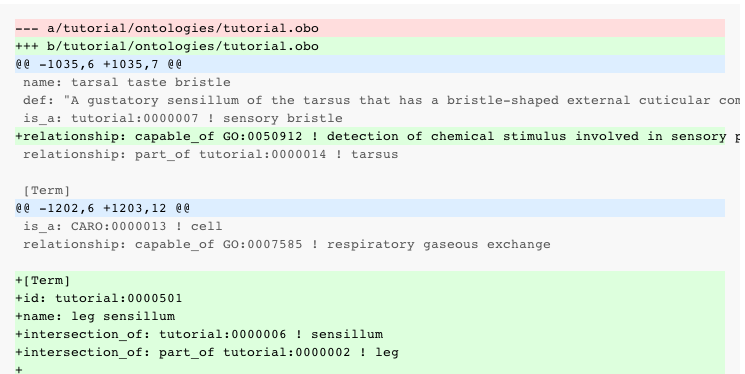 --- a/tutorial/ontologies/tutorial.obo
+++ b/tutorial/ontologies/tutorial.obo
@@ -1035,6 +1035,7 @@
name: tarsal taste bristle
def: "A gustatory sensillum of the tarsus that has a bristle-shaped external cuticular
is_a: tutorial:0000007 ! sensory bristle
+relationship: capable_of GO:0050912 ! detection of chemical stimulus involved in sensory
relationship: part_of tutorial:0000014 ! tarsus
[Term]
@@ -1202,6 +1203,12 @@
is_a: CARO:0000013 ! cell
relationship: capable_of GO:0007585 ! respiratory gaseous exchange
+[Term]
+id: tutorial:0000501
+name: leg sensillum
+intersection_of: tutorial:0000006 ! sensillum
+intersection_of: part_of tutorial:0000002 ! leg
+